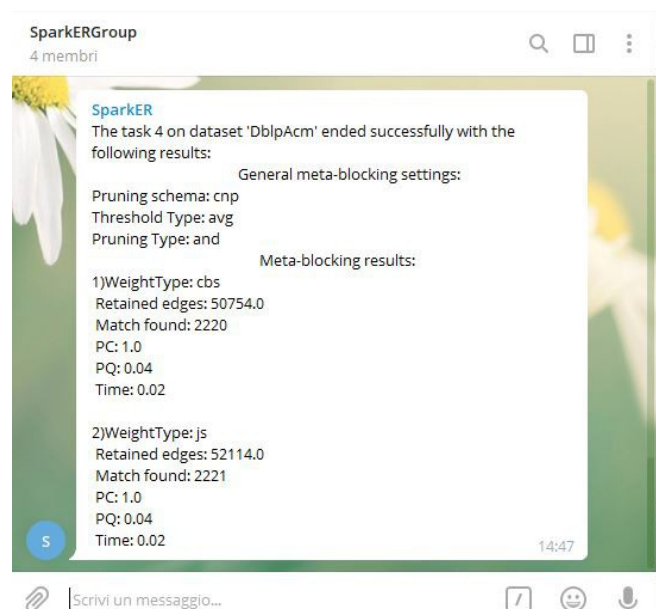 SparkERGroup
4 membri
SparkER
The task 4 on dataset 'DblpAcm' ended successfully with the
following results:
General meta-blocking settings:
Pruning schema: cnp
Threshold Type: avg
Pruning Type: and
Meta-blocking results:
1)WeightType: cbs
Retained edges: 50754.0
Match found: 2220
PC: 1.0
PQ: 0.04
Time: 0.02
2)WeightType: js
Retained edges: 52114.0
Match found: 2221
PC: 1.0
PQ: 0.04
Time: 0.02
S
14:47
Scrivi un messaggio...